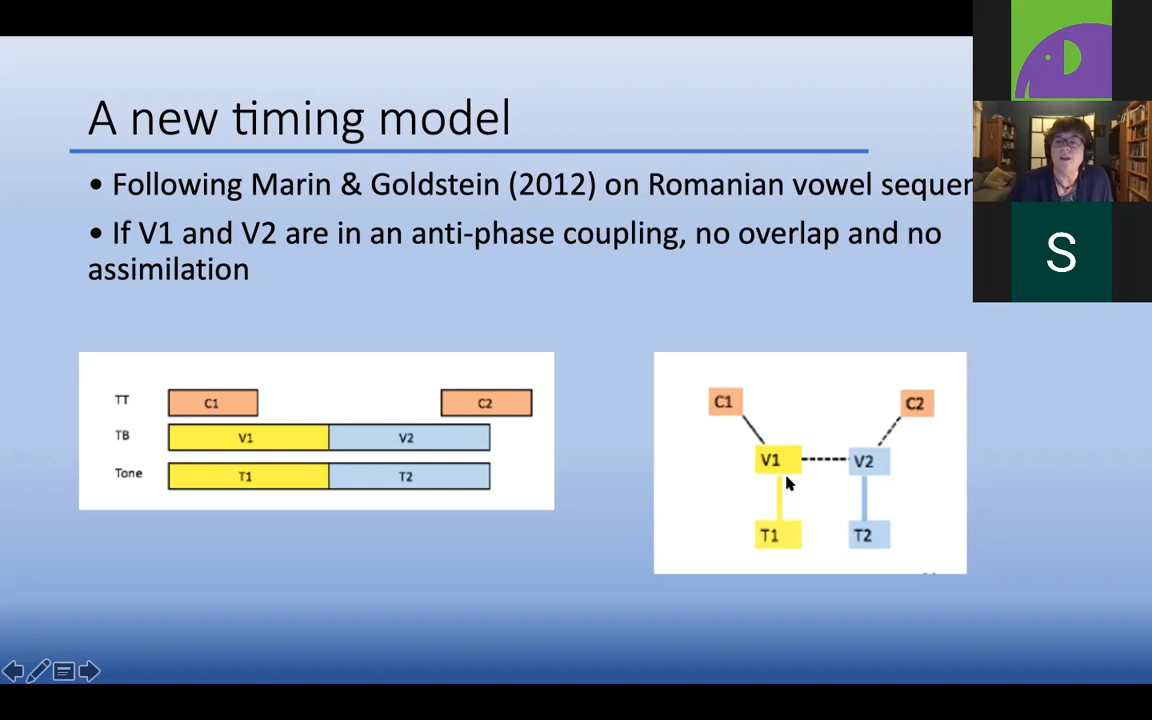 A new timing model
• Following Marin & Goldstein (2012) on Romanian vowel
• If V1 and V2 are in an anti-phase coupling, no overlap and no
assimilation
TT C1 C2
TB V1 V2
Tone T1 T2
C1 C2
V1 V2
T1 T2
S